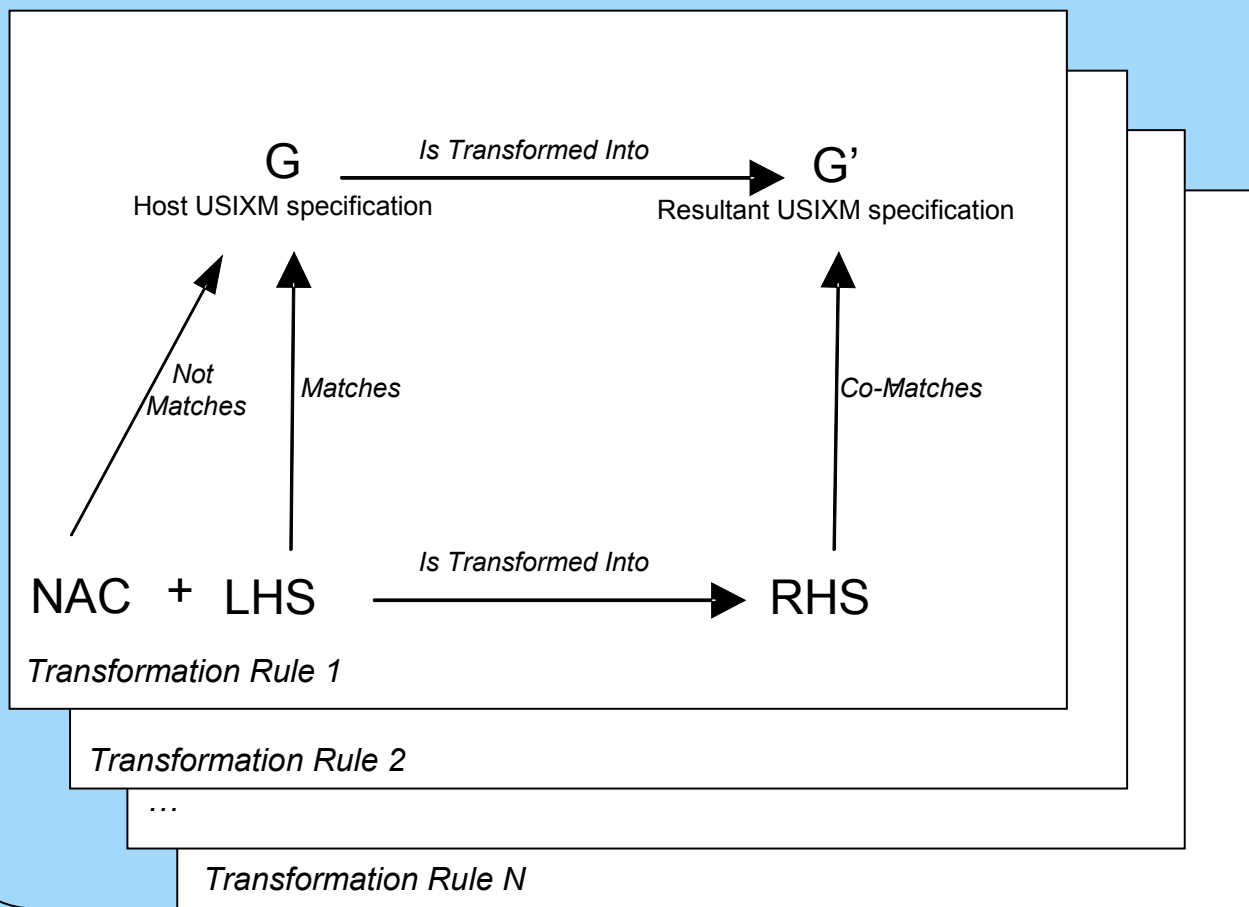 G
Is Transformed Into
G’
Host USIXM specification
Resultant USIXM specification
Not
Matches
Matches
Co-Matches
NAC + LHS
Is Transformed Into
RHS
Transformation Rule 1
Transformation Rule 2
…
Transformation Rule N